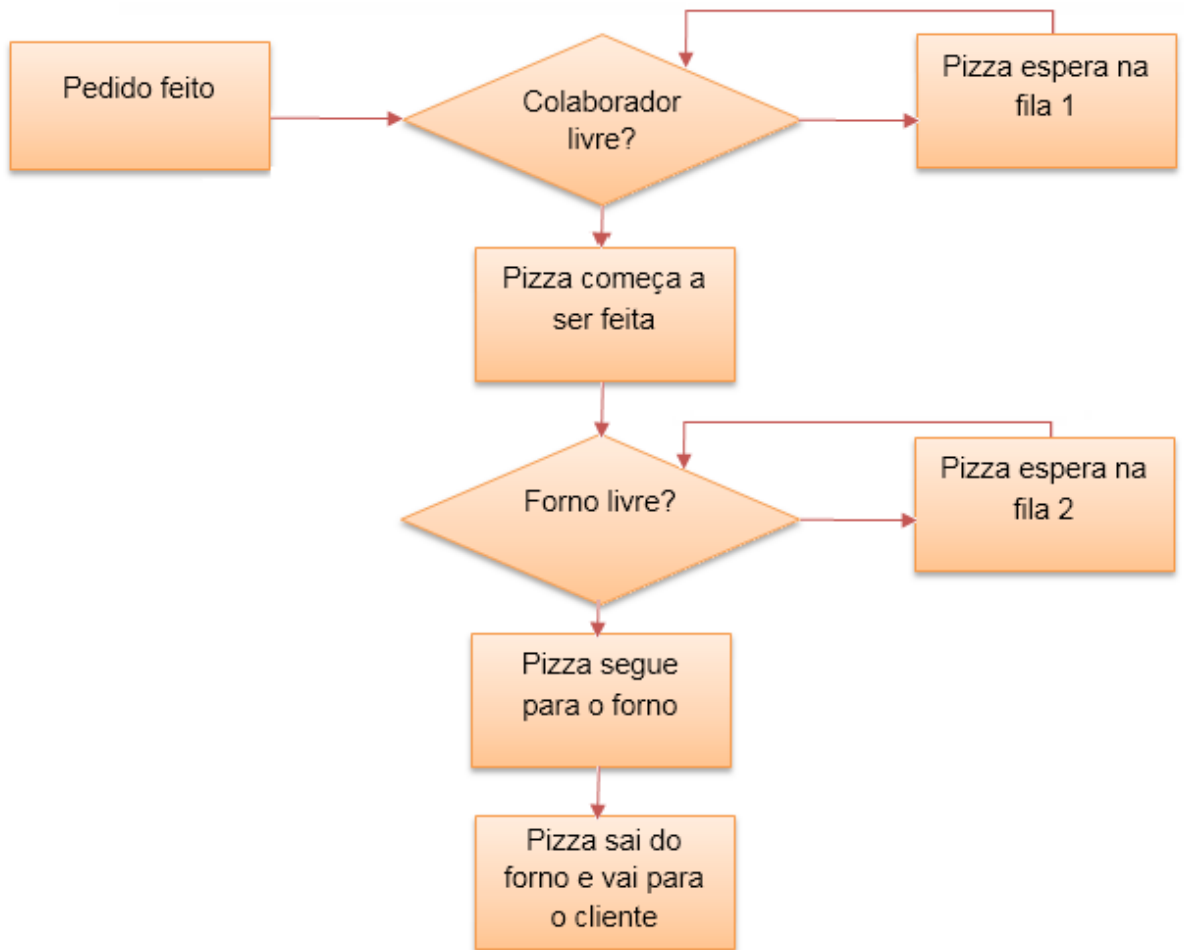 Pedido feito
Colaborador
livre?
Pizza espera na
fila 1
Pizza começa a
ser feita
Forno livre?
Pizza espera na
fila 2
Pizza segue
para o forno
Pizza sai do
forno e vai para
o cliente